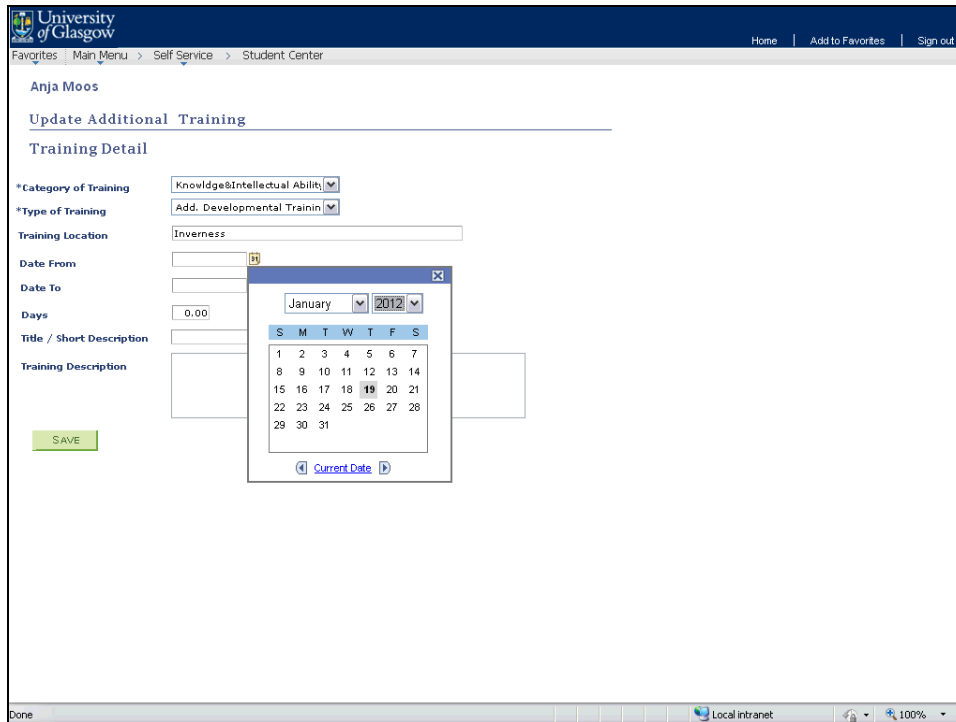 University
of Glasgow
Home | Add to Favorites | Sign out
Favorites Main Menu > Self Service > Student Center
Anja Moos
Update Additional Training
Training Detail
*Category of Training Knowldge&Intellectual Ability
*Type of Training Add. Developmental Trainin
Training Location Inverness
Date From 31
Date To
January 2012
Days 0.00
S M T W T F S
Title / Short Description
1 2 3 4 5 6 7
Training Description
8 9 10 11 12 13 14
15 16 17 18 19 20 21
22 23 24 25 26 27 28
29 30 31
SAVE
Current Date
Done Local intranet 100%